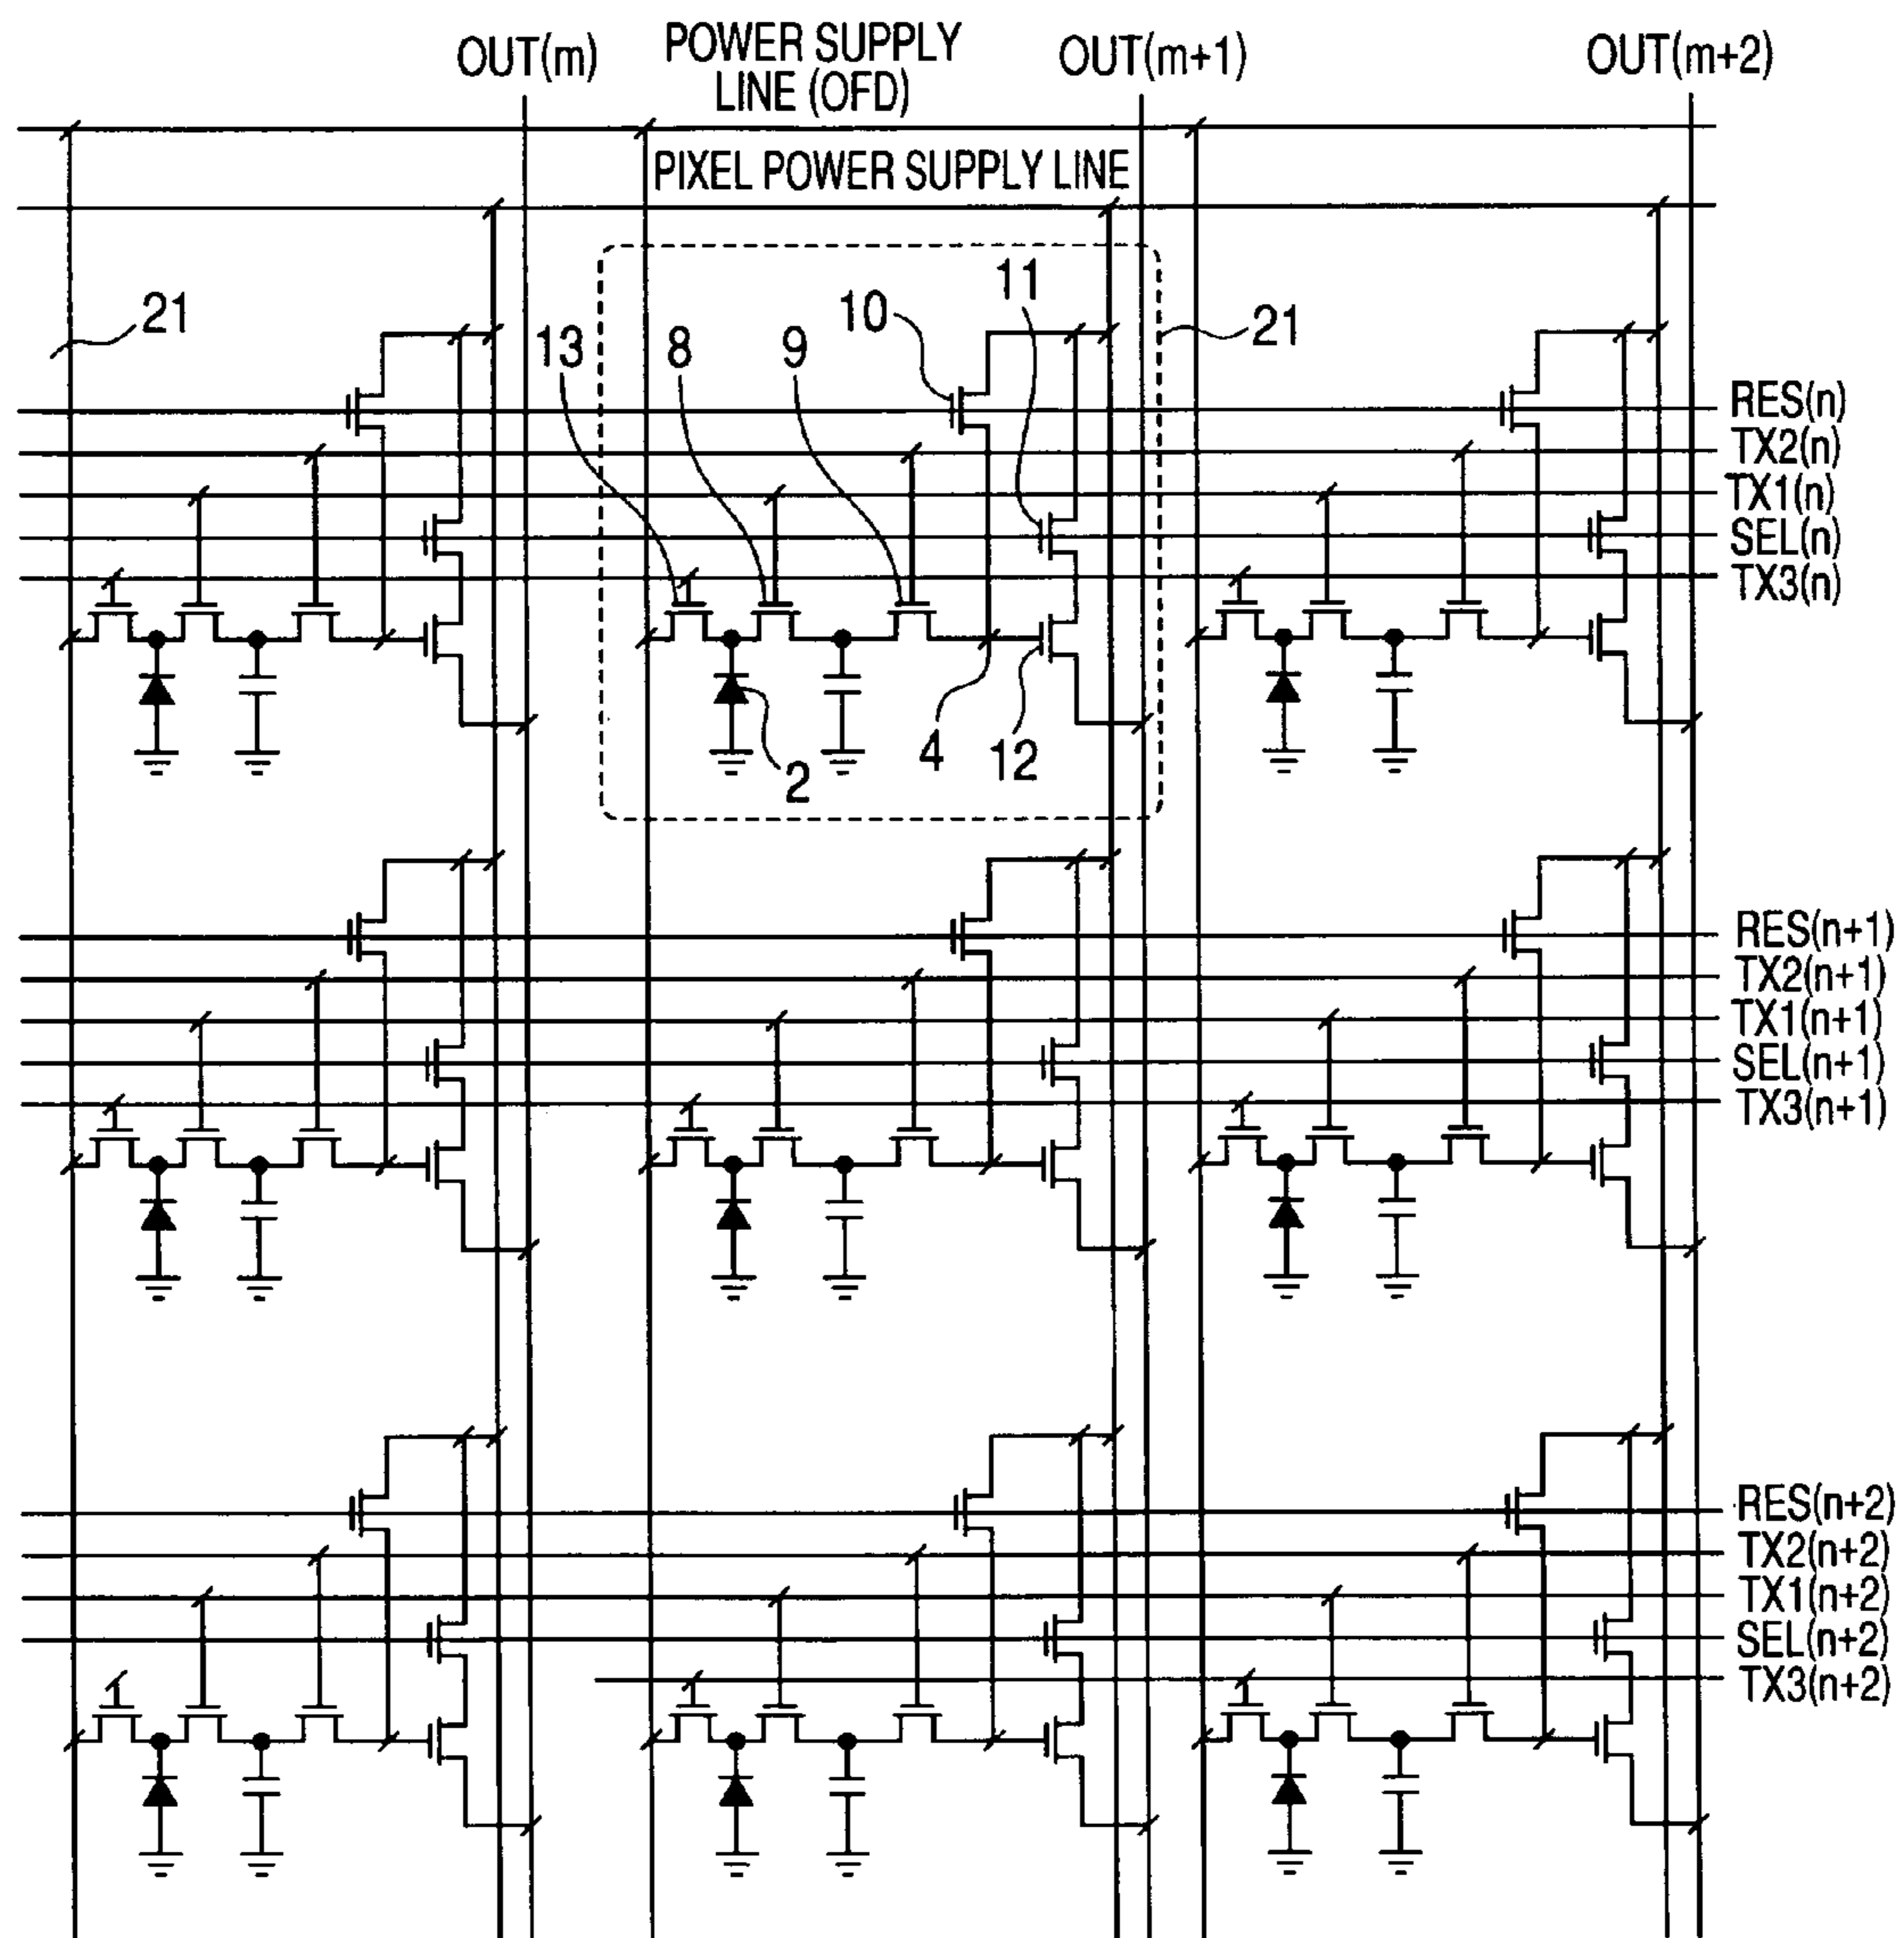 OUT(m)
POWER SUPPLY
LINE (OFD)
OUT(m+1)
OUT(m+2)
PIXEL POWER SUPPLY LINE
21
13
8
9
10
11
21
RES(n)
TX2(n)
TX1(n)
SEL(n)
TX3(n)
2
4
12
RES(n+1)
TX2(n+1)
TX1(n+1)
SEL(n+1)
TX3(n+1)
RES(n+2)
TX2(n+2)
TX1(n+2)
SEL(n+2)
TX3(n+2)